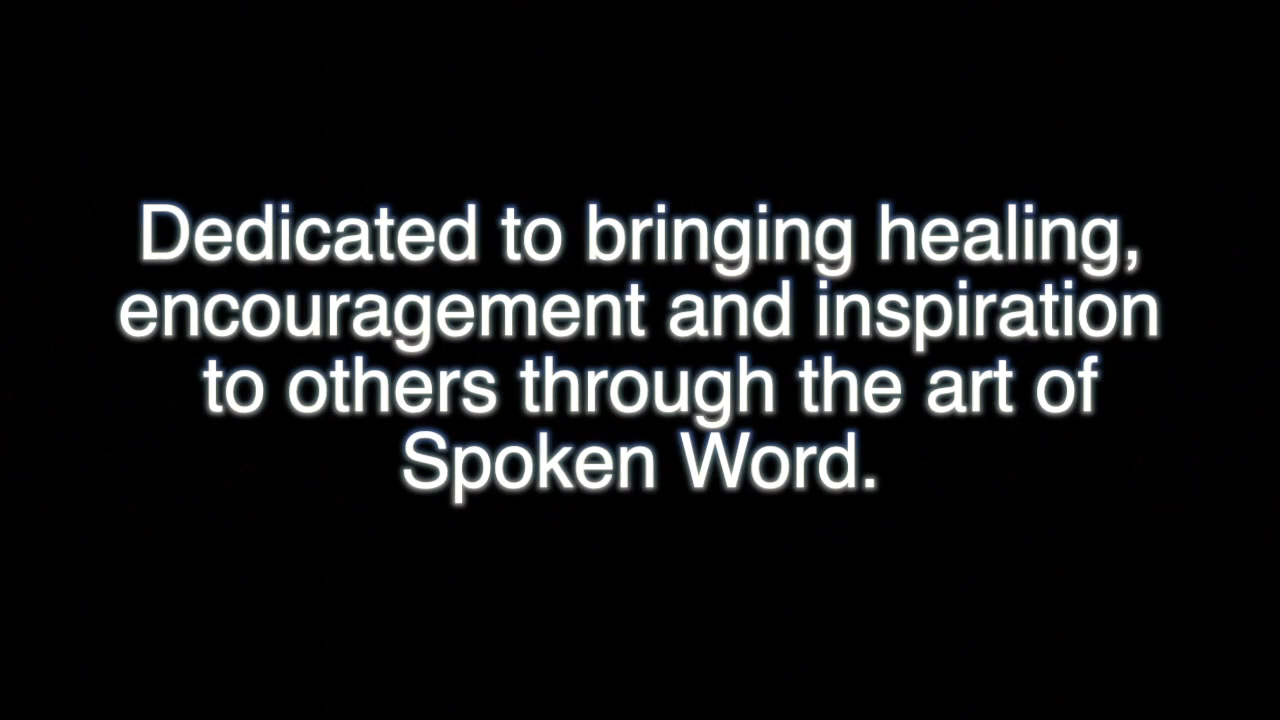 Dedicated to bringing healing,
encouragement and inspiration
to others through the art of
Spoken Word.